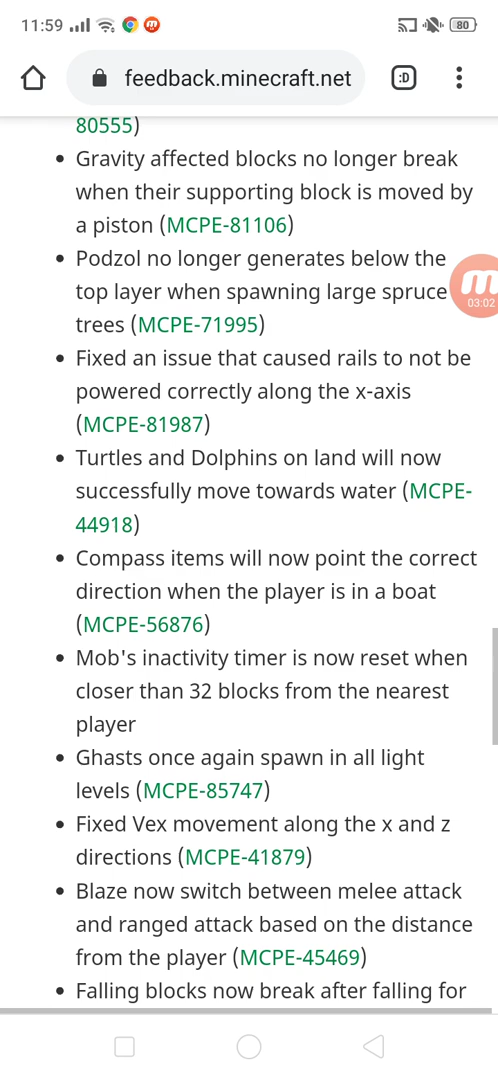 11:59
80
feedback.minecraft.net
:D
80555)
• Gravity affected blocks no longer break
when their supporting block is moved by
a piston (MCPE-81106)
• Podzol no longer generates below the
top layer when spawning large spruce
m
03:02
trees (MCPE-71995)
• Fixed an issue that caused rails to not be
powered correctly along the x-axis
(MCPE-81987)
• Turtles and Dolphins on land will now
successfully move towards water (MCPE-
44918)
• Compass items will now point the correct
direction when the player is in a boat
(MCPE-56876)
• Mob's inactivity timer is now reset when
closer than 32 blocks from the nearest
player
• Ghasts once again spawn in all light
levels (MCPE-85747)
• Fixed Vex movement along the x and z
directions (MCPE-41879)
• Blaze now switch between melee attack
and ranged attack based on the distance
from the player (MCPE-45469)
• Falling blocks now break after falling for